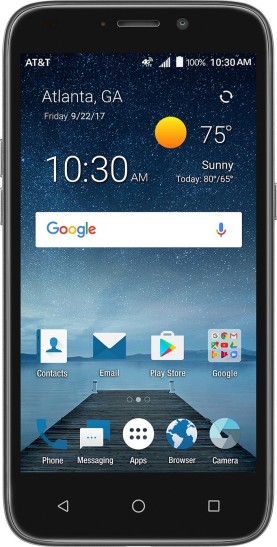 AT&T 100% 10:30 AM
Atlanta, GA
Friday 9/22/17
75°
10:30 AM
Sunny
Today: 80°/65°
Google
Contacts Email Play Store Google
Phone Messaging Apps Browser Camera